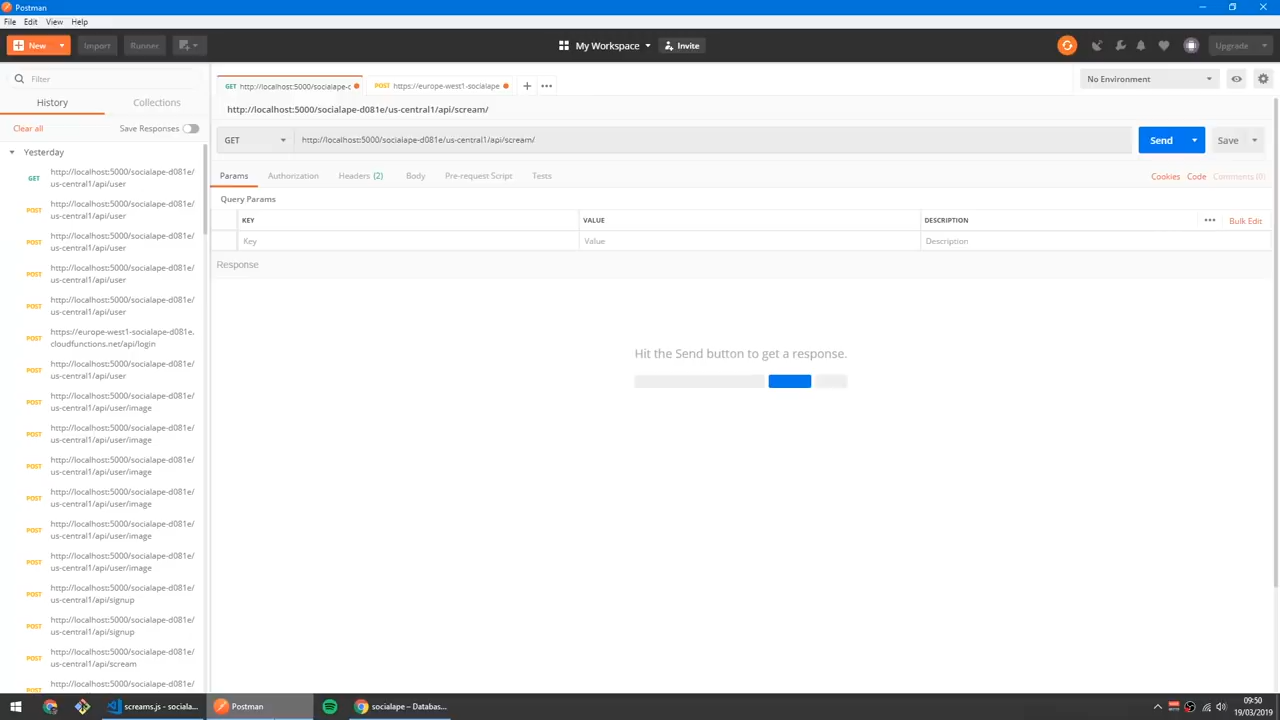 Postman
File Edit View Help
New Import Runner My Workspace Invite Upgrade
Filter
History Collections
Clear all Save Responses
Yesterday
GET http://localhost:5000/socialape-d081e/
us-central1/api/user
POST http://localhost:5000/socialape-d081e/
us-central1/api/user
POST http://localhost:5000/socialape-d081e/
us-central1/api/user
POST http://localhost:5000/socialape-d081e/
us-central1/api/user
POST http://localhost:5000/socialape-d081e/
us-central1/api/user
POST https://europe-west1-socialape-d081e.
cloudfunctions.net/api/login
POST http://localhost:5000/socialape-d081e/
us-central1/api/user
POST http://localhost:5000/socialape-d081e/
us-central1/api/user/image
POST http://localhost:5000/socialape-d081e/
us-central1/api/user/image
POST http://localhost:5000/socialape-d081e/
us-central1/api/user/image
POST http://localhost:5000/socialape-d081e/
us-central1/api/user/image
POST http://localhost:5000/socialape-d081e/
us-central1/api/user/image
POST http://localhost:5000/socialape-d081e/
us-central1/api/user/image
POST http://localhost:5000/socialape-d081e/
us-central1/api/signup
POST http://localhost:5000/socialape-d081e/
us-central1/api/signup
POST http://localhost:5000/socialape-d081e/
us-central1/api/scream
POST http://localhost:5000/socialape-d081e/
GET http://localhost:5000/socialape-c POST https://europe-west1-socialape
No Environment
http://localhost:5000/socialape-d081e/us-central1/api/scream/
GET http://localhost:5000/socialape-d081e/us-central1/api/scream/ Send Save
Params Authorization Headers (2) Body Pre-request Script Tests Cookies Code Comments (0)
Query Params
KEY VALUE DESCRIPTION Bulk Edit
Key Value Description
Response
Hit the Send button to get a response.
screams.js - sociala... Postman socialape – Databas... 09:50
19/03/2019